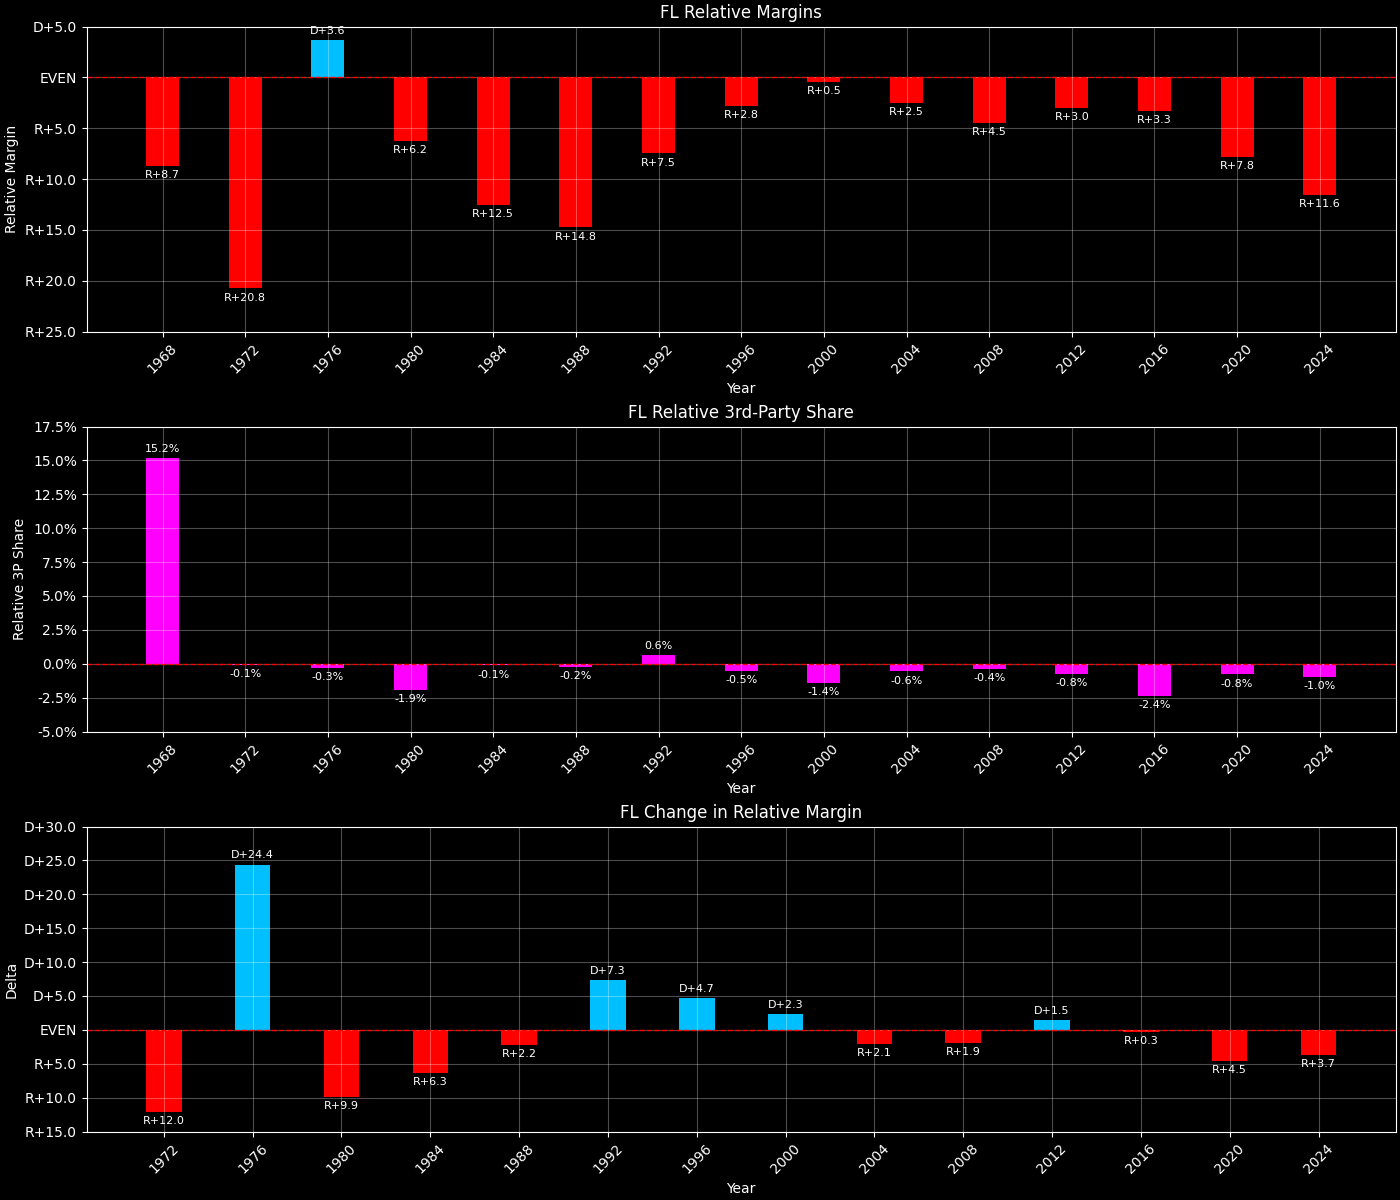 FL Relative Margins
Relative Margin
D+5.0
EVEN
R+5.0
R+10.0
R+15.0
R+20.0
R+25.0
R+8.7
R+20.8
D+3.6
R+6.2
R+12.5
R+14.8
R+7.5
R+2.8
R+0.5
R+2.5
R+4.5
R+3.0
R+3.3
R+7.8
R+11.6
1968
1972
1976
1980
1984
1988
1992
1996
2000
2004
2008
2012
2016
2020
2024
Year
FL Relative 3rd-Party Share
Relative 3P Share
17.5%
15.0%
12.5%
10.0%
7.5%
5.0%
2.5%
0.0%
-2.5%
-5.0%
15.2%
-0.1%
-0.3%
-1.9%
-0.1%
-0.2%
0.6%
-0.5%
-1.4%
-0.6%
-0.4%
-0.8%
-2.4%
-0.8%
-1.0%
1968
1972
1976
1980
1984
1988
1992
1996
2000
2004
2008
2012
2016
2020
2024
Year
FL Change in Relative Margin
Delta
D+30.0
D+25.0
D+20.0
D+15.0
D+10.0
D+5.0
EVEN
R+5.0
R+10.0
R+15.0
R+12.0
D+24.4
R+9.9
R+6.3
R+2.2
D+7.3
D+4.7
D+2.3
R+2.1
R+1.9
D+1.5
R+0.3
R+4.5
R+3.7
1972
1976
1980
1984
1988
1992
1996
2000
2004
2008
2012
2016
2020
2024
Year